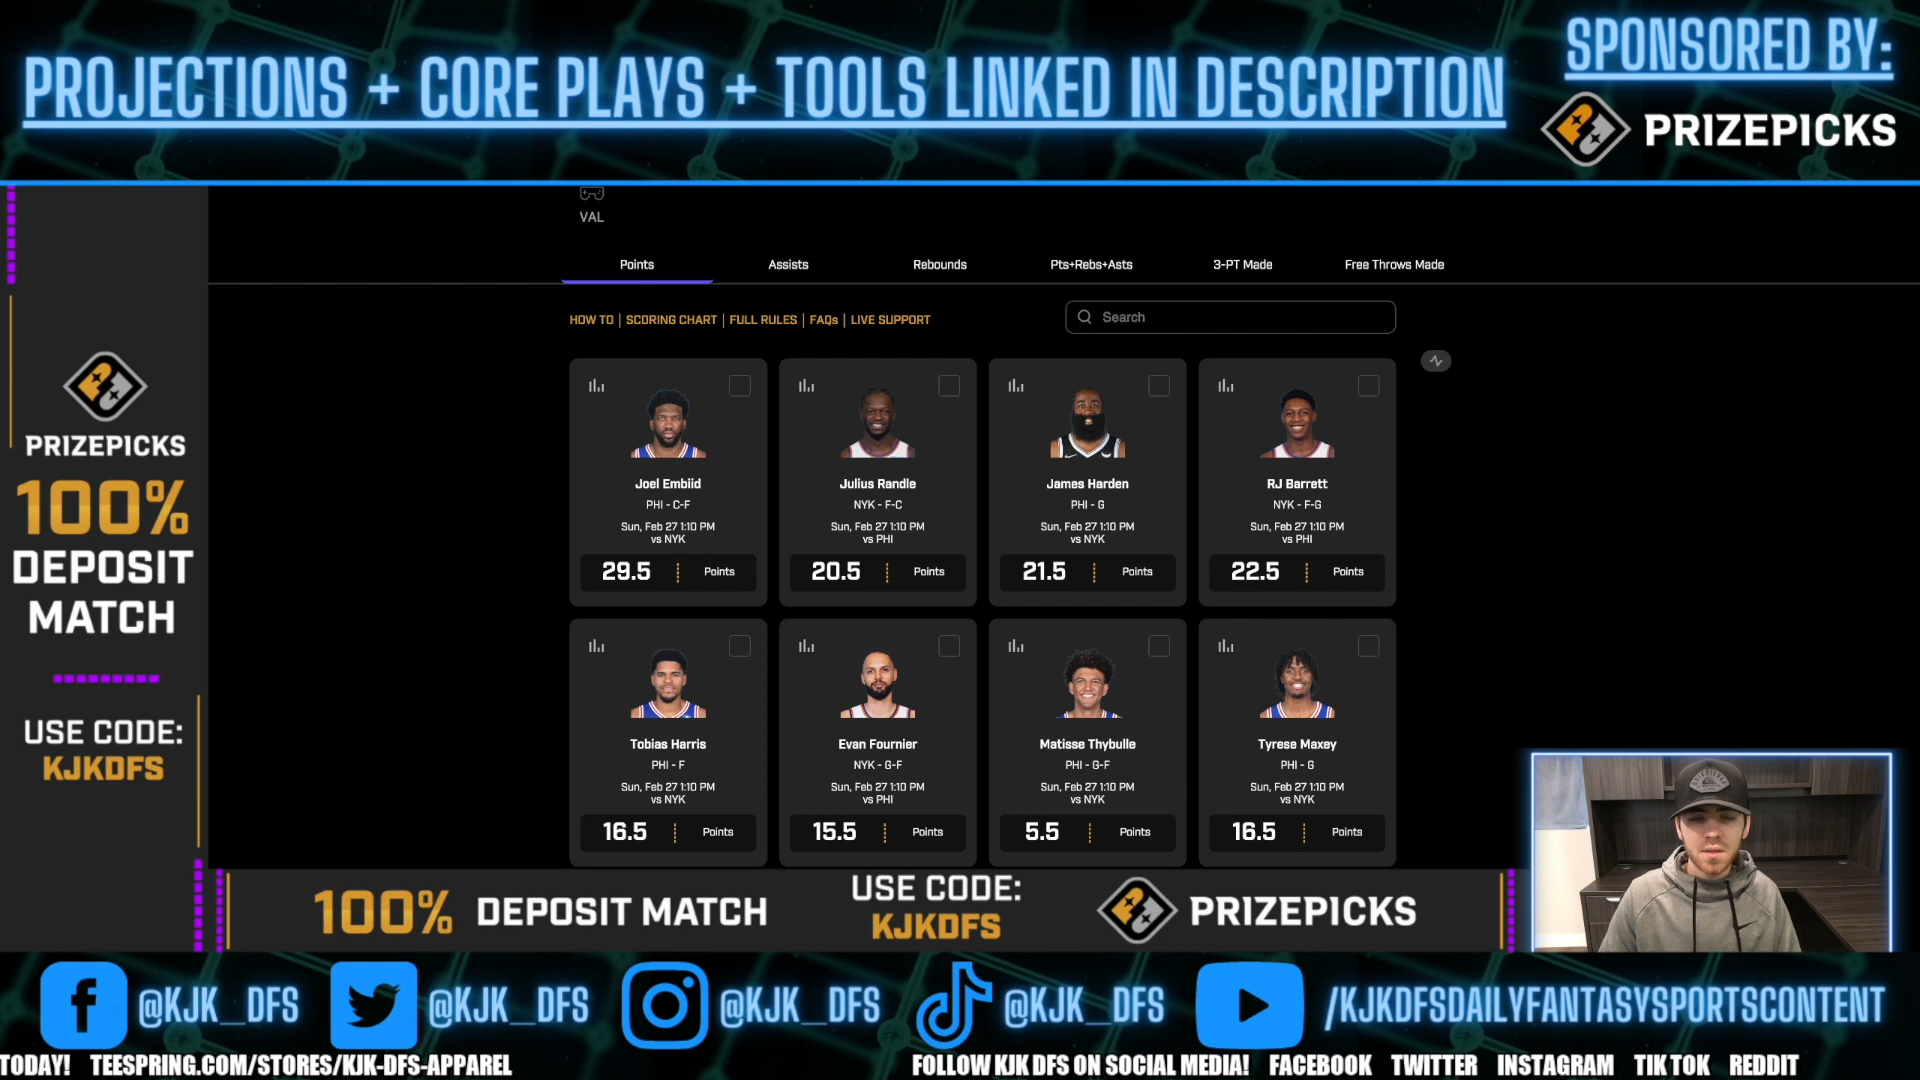 PROJECTIONS + CORE PLAYS + TOOLS LINKED IN DESCRIPTION
SPONSORED BY:
PRIZEPICKS
VAL
Points Assists Rebounds Pts+Rebs+Asts 3-PT Made Free Throws Made
HOW TO | SCORING CHART | FULL RULES | FAQs | LIVE SUPPORT
Search
Joel Embiid
PHI - C-F
Sun, Feb 27 1:10 PM
vs NYK
29.5 Points
Julius Randle
NYK - F-C
Sun, Feb 27 1:10 PM
vs PHI
20.5 Points
James Harden
PHI - G
Sun, Feb 27 1:10 PM
vs NYK
21.5 Points
RJ Barrett
NYK - F-G
Sun, Feb 27 1:10 PM
vs PHI
22.5 Points
Tobias Harris
PHI - F
Sun, Feb 27 1:10 PM
vs NYK
16.5 Points
Evan Fournier
NYK - G-F
Sun, Feb 27 1:10 PM
vs PHI
15.5 Points
Matisse Thybulle
PHI - G-F
Sun, Feb 27 1:10 PM
vs NYK
5.5 Points
Tyrese Maxey
PHI - G
Sun, Feb 27 1:10 PM
vs NYK
16.5 Points
PRIZEPICKS
100%
DEPOSIT
MATCH
USE CODE:
KJKDFS
100% DEPOSIT MATCH
USE CODE:
KJKDFS
PRIZEPICKS
@KJK_DFS @KJK_DFS @KJK_DFS @KJK_DFS /KJKDFSDAILYFANTASYSPORTSCONTENT
TODAY! TEESPRING.COM/STORES/KJK-DFS-APPAREL FOLLOW KJK DFS ON SOCIAL MEDIA! FACEBOOK TWITTER INSTAGRAM TIK TOK REDDIT